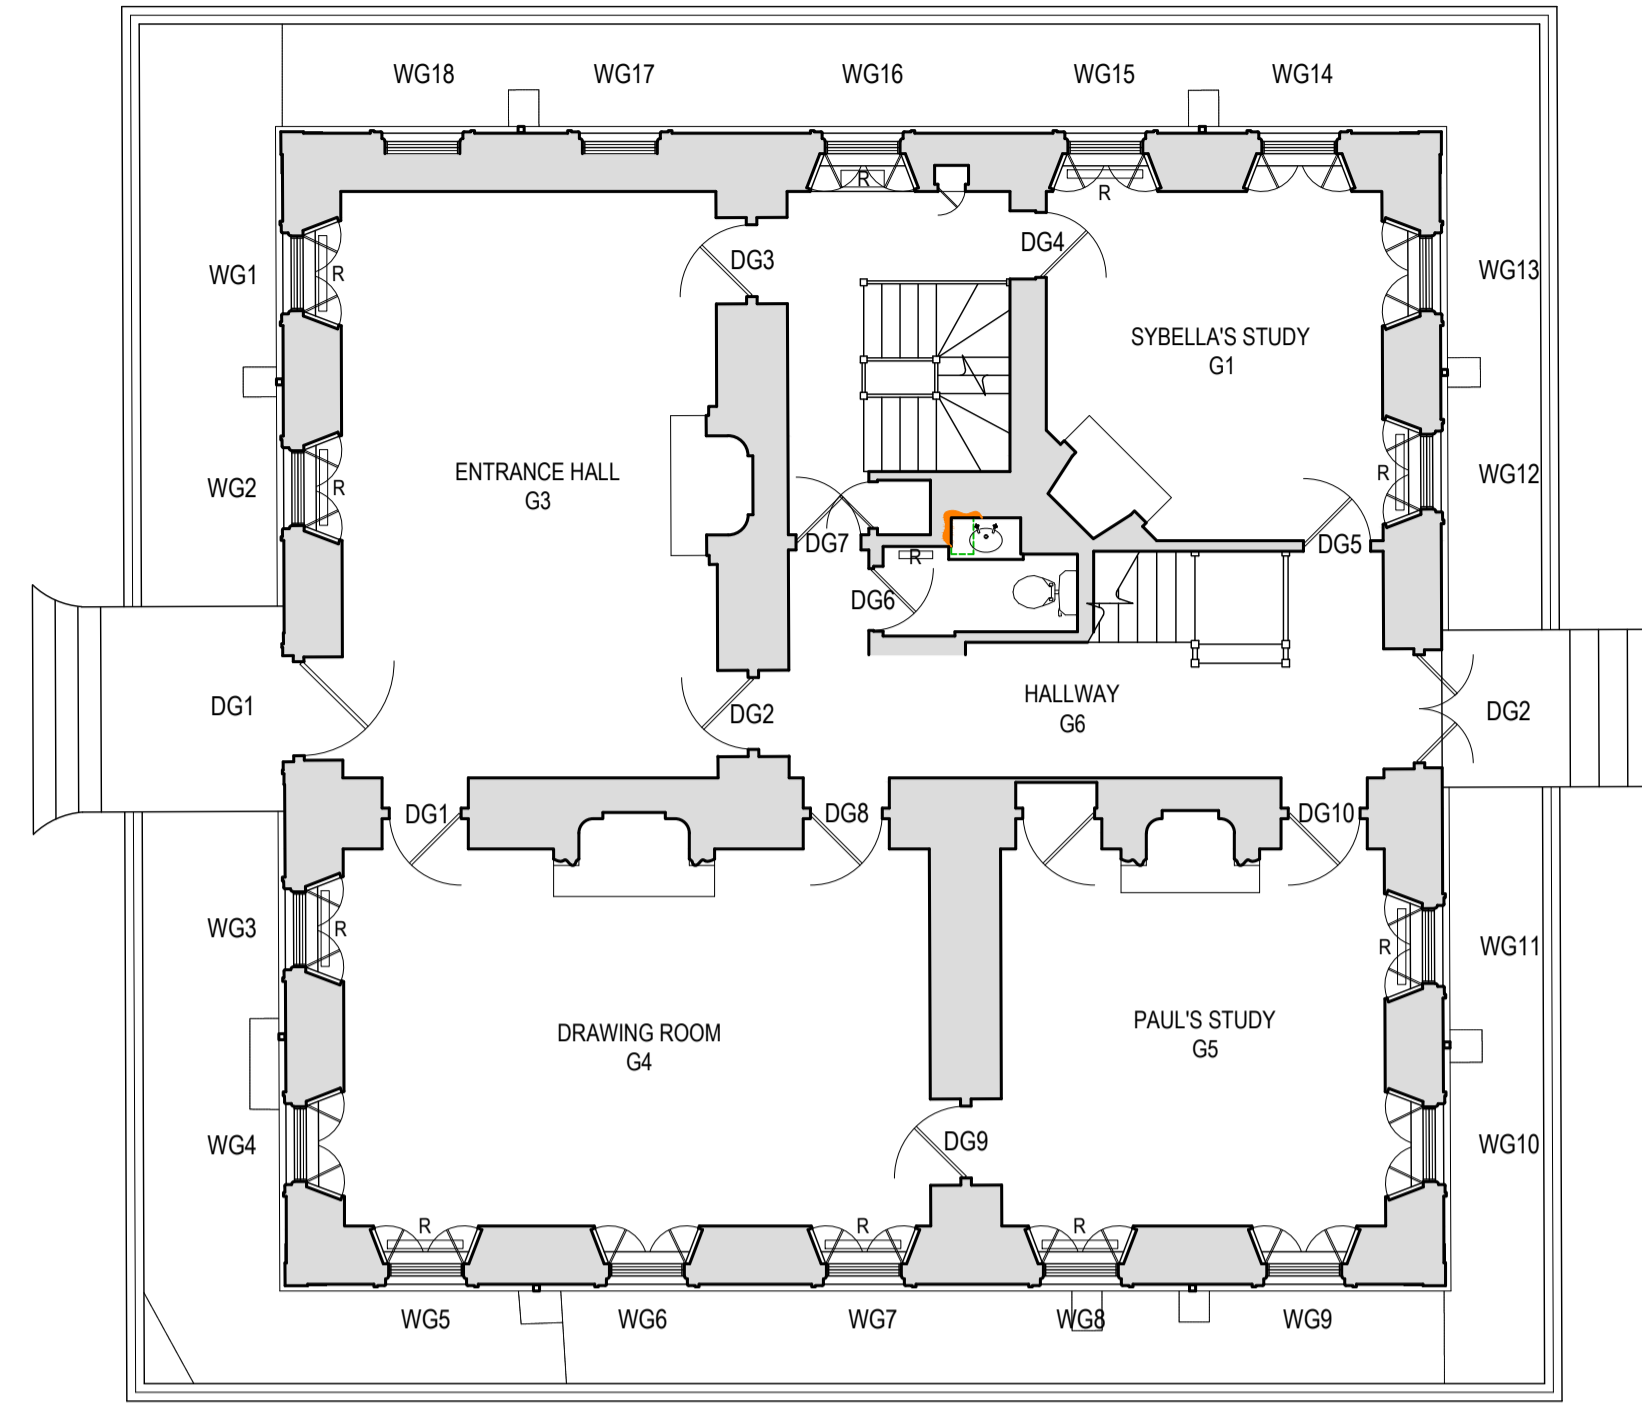 WG18
WG17
WG16
WG15
WG14
R
R
DG3
DG4
WG1
R
WG13
SYBELLA'S STUDY
G1
ENTRANCE HALL
G3
WG2
R
R
WG12
DG7
R
DG5
DG6
DG1
DG2
HALLWAY
G6
DG2
DG1
DG8
DG10
WG3
R
R
WG11
DRAWING ROOM
G4
PAUL'S STUDY
G5
WG4
DG9
WG10
R
R
R
WG5
WG6
WG7
WG8
WG9